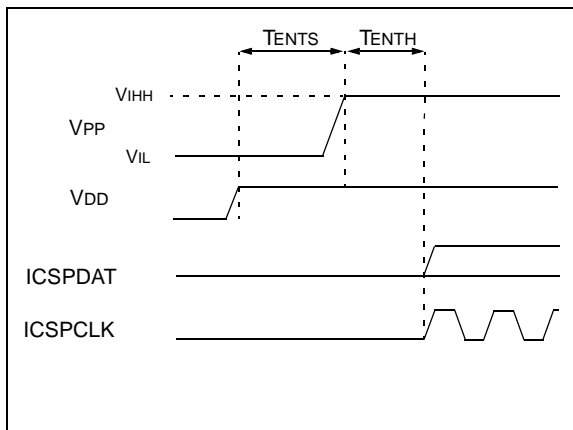 TENTS TENTH
VIHH
VPP
VIL
VDD
ICSPDAT
ICSPCLK